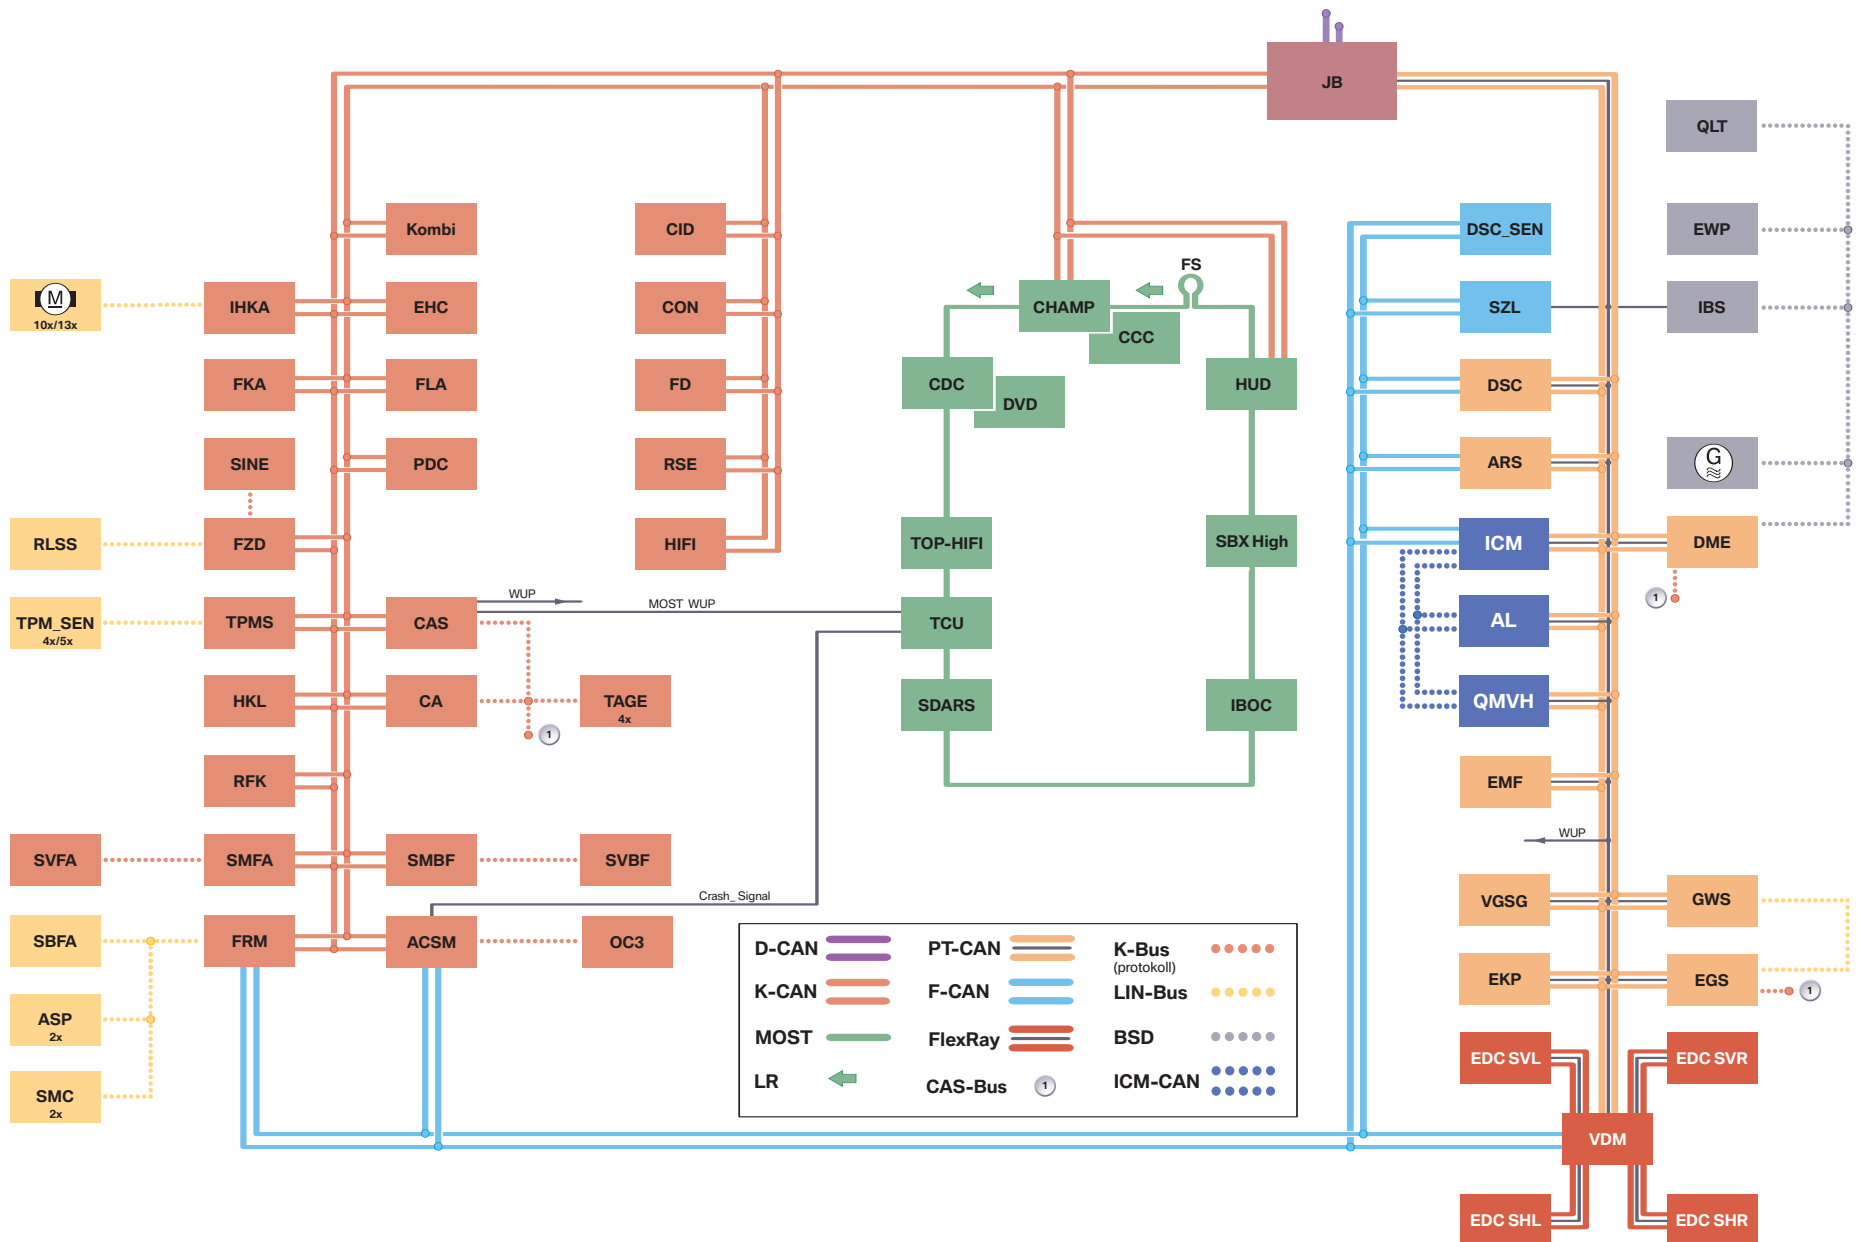 JB
QLT
Kombi
CID
DSC_SEN
EWP
FS
M
10x/13x
IHKA
EHC
CON
CHAMP
CCC
SZL
IBS
FKA
FLA
FD
CDC
DVD
HUD
DSC
SINE
PDC
RSE
ARS
G
RLSS
FZD
HIFI
TOP-HIFI
SBX High
ICM
DME
WUP
MOST WUP
1
TPM_SEN
4x/5x
TPMS
CAS
TCU
AL
HKL
CA
TAGE
4x
SDARS
IBOC
QMVH
1
RFK
EMF
WUP
SVFA
SMFA
SMBF
SVBF
Crash_Signal
VGSG
GWS
SBFA
FRM
ACSM
OC3
EKP
EGS
1
ASP
2x
SMC
2x
D-CAN
PT-CAN
K-Bus
(protokoll)
K-CAN
F-CAN
LIN-Bus
MOST
FlexRay
BSD
LR
CAS-Bus
1
ICM-CAN
EDC SVL
EDC SVR
VDM
EDC SHL
EDC SHR